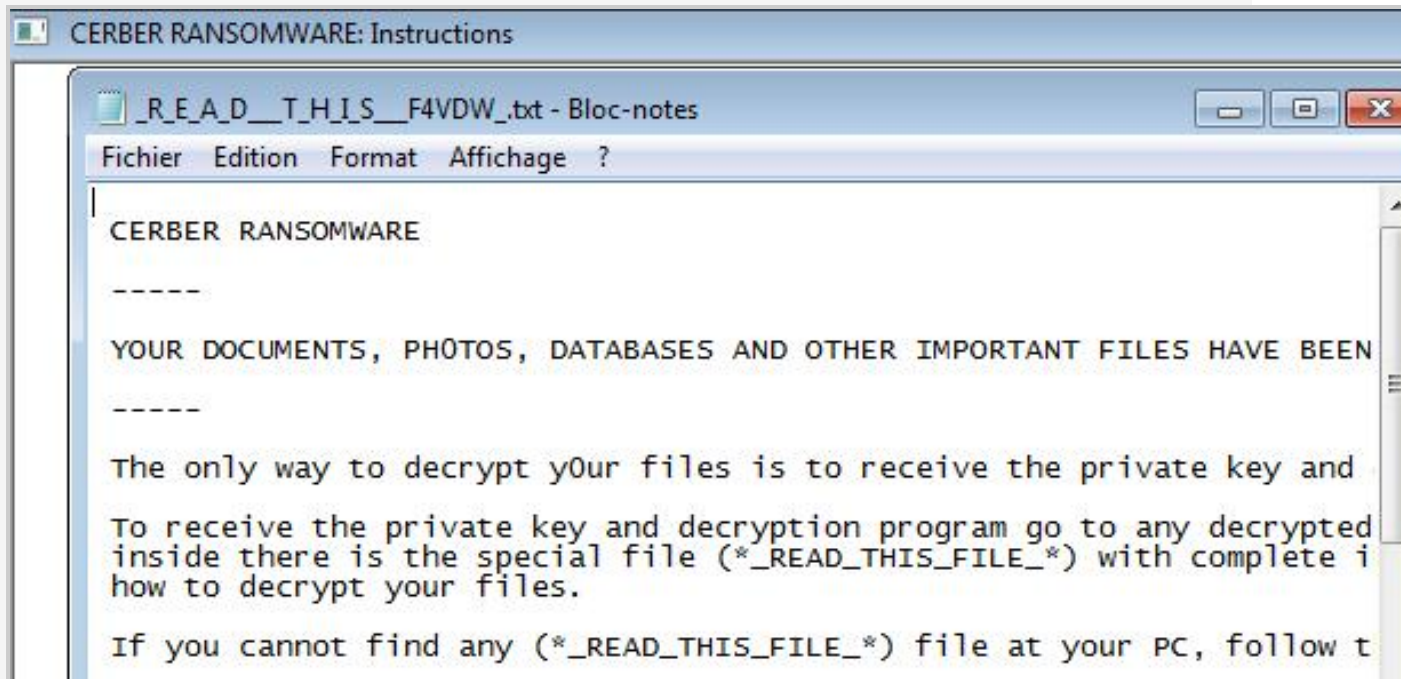 CERBER RANSOMWARE: Instructions
_R_E_A_D___T_H_I_S___F4VDW_.txt - Bloc-notes
Fichier Edition Format Affichage ?
CERBER RANSOMWARE
-----
YOUR DOCUMENTS, PH0TOS, DATABASES AND OTHER IMPORTANT FILES HAVE BEEN
-----
The only way to decrypt y0ur files is to receive the private key and
To receive the private key and decryption program go to any decrypted
inside there is the special file (*_READ_THIS_FILE_*) with complete i
how to decrypt your files.
If you cannot find any (*_READ_THIS_FILE_*) file at your PC, follow t